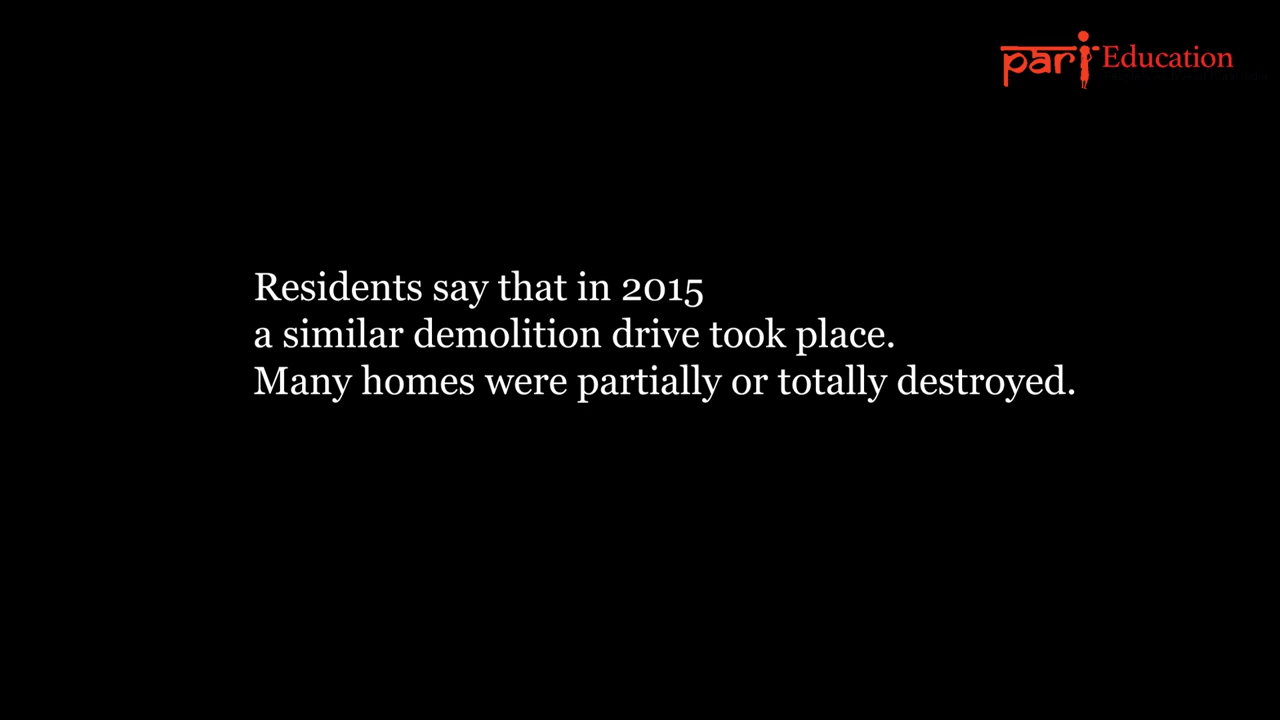 pari Education
Residents say that in 2015
a similar demolition drive took place.
Many homes were partially or totally destroyed.